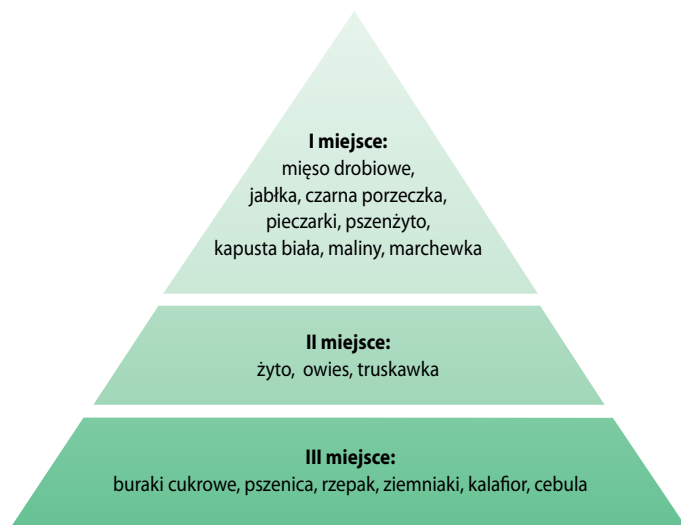 I miejsce:
mięso drobiowe,
jabłka, czarna porzeczka,
pieczarki, pszenżyto,
kapusta biała, maliny, marchewka
II miejsce:
żyto, owies, truskawka
III miejsce:
buraki cukrowe, pszenica, rzepak, ziemniaki, kalafior, cebula